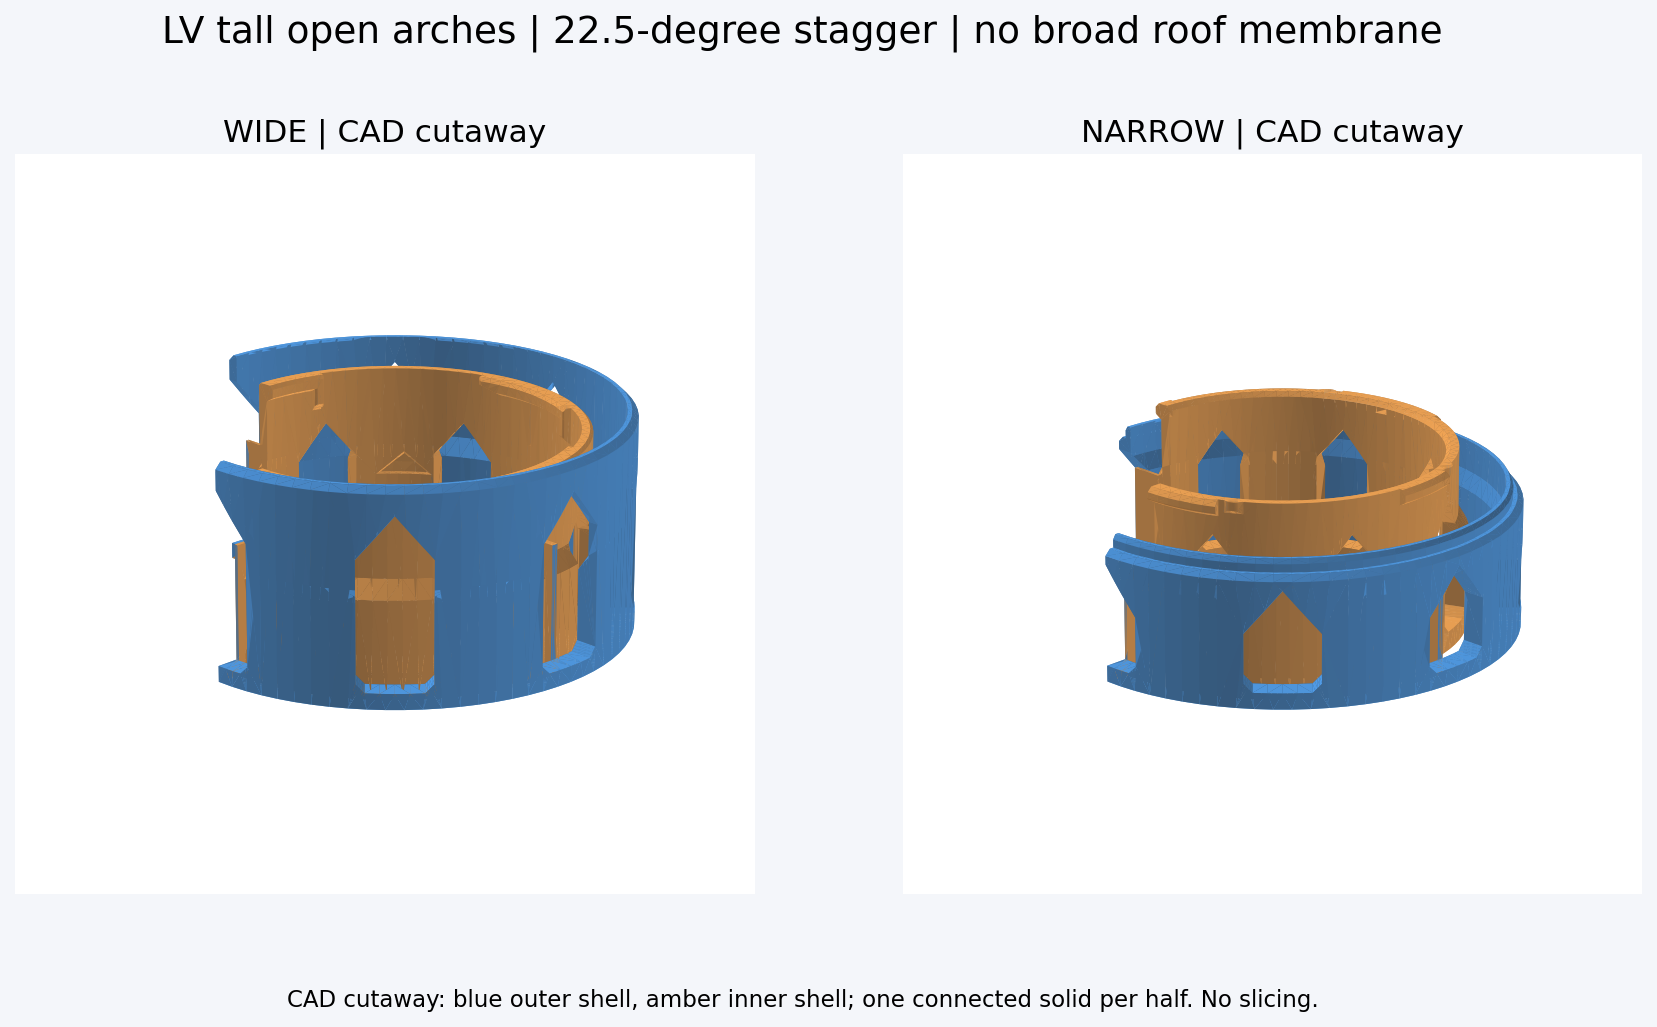 LV tall open arches | 22.5-degree stagger | no broad roof membrane
WIDE | CAD cutaway
NARROW | CAD cutaway
CAD cutaway: blue outer shell, amber inner shell; one connected solid per half. No slicing.